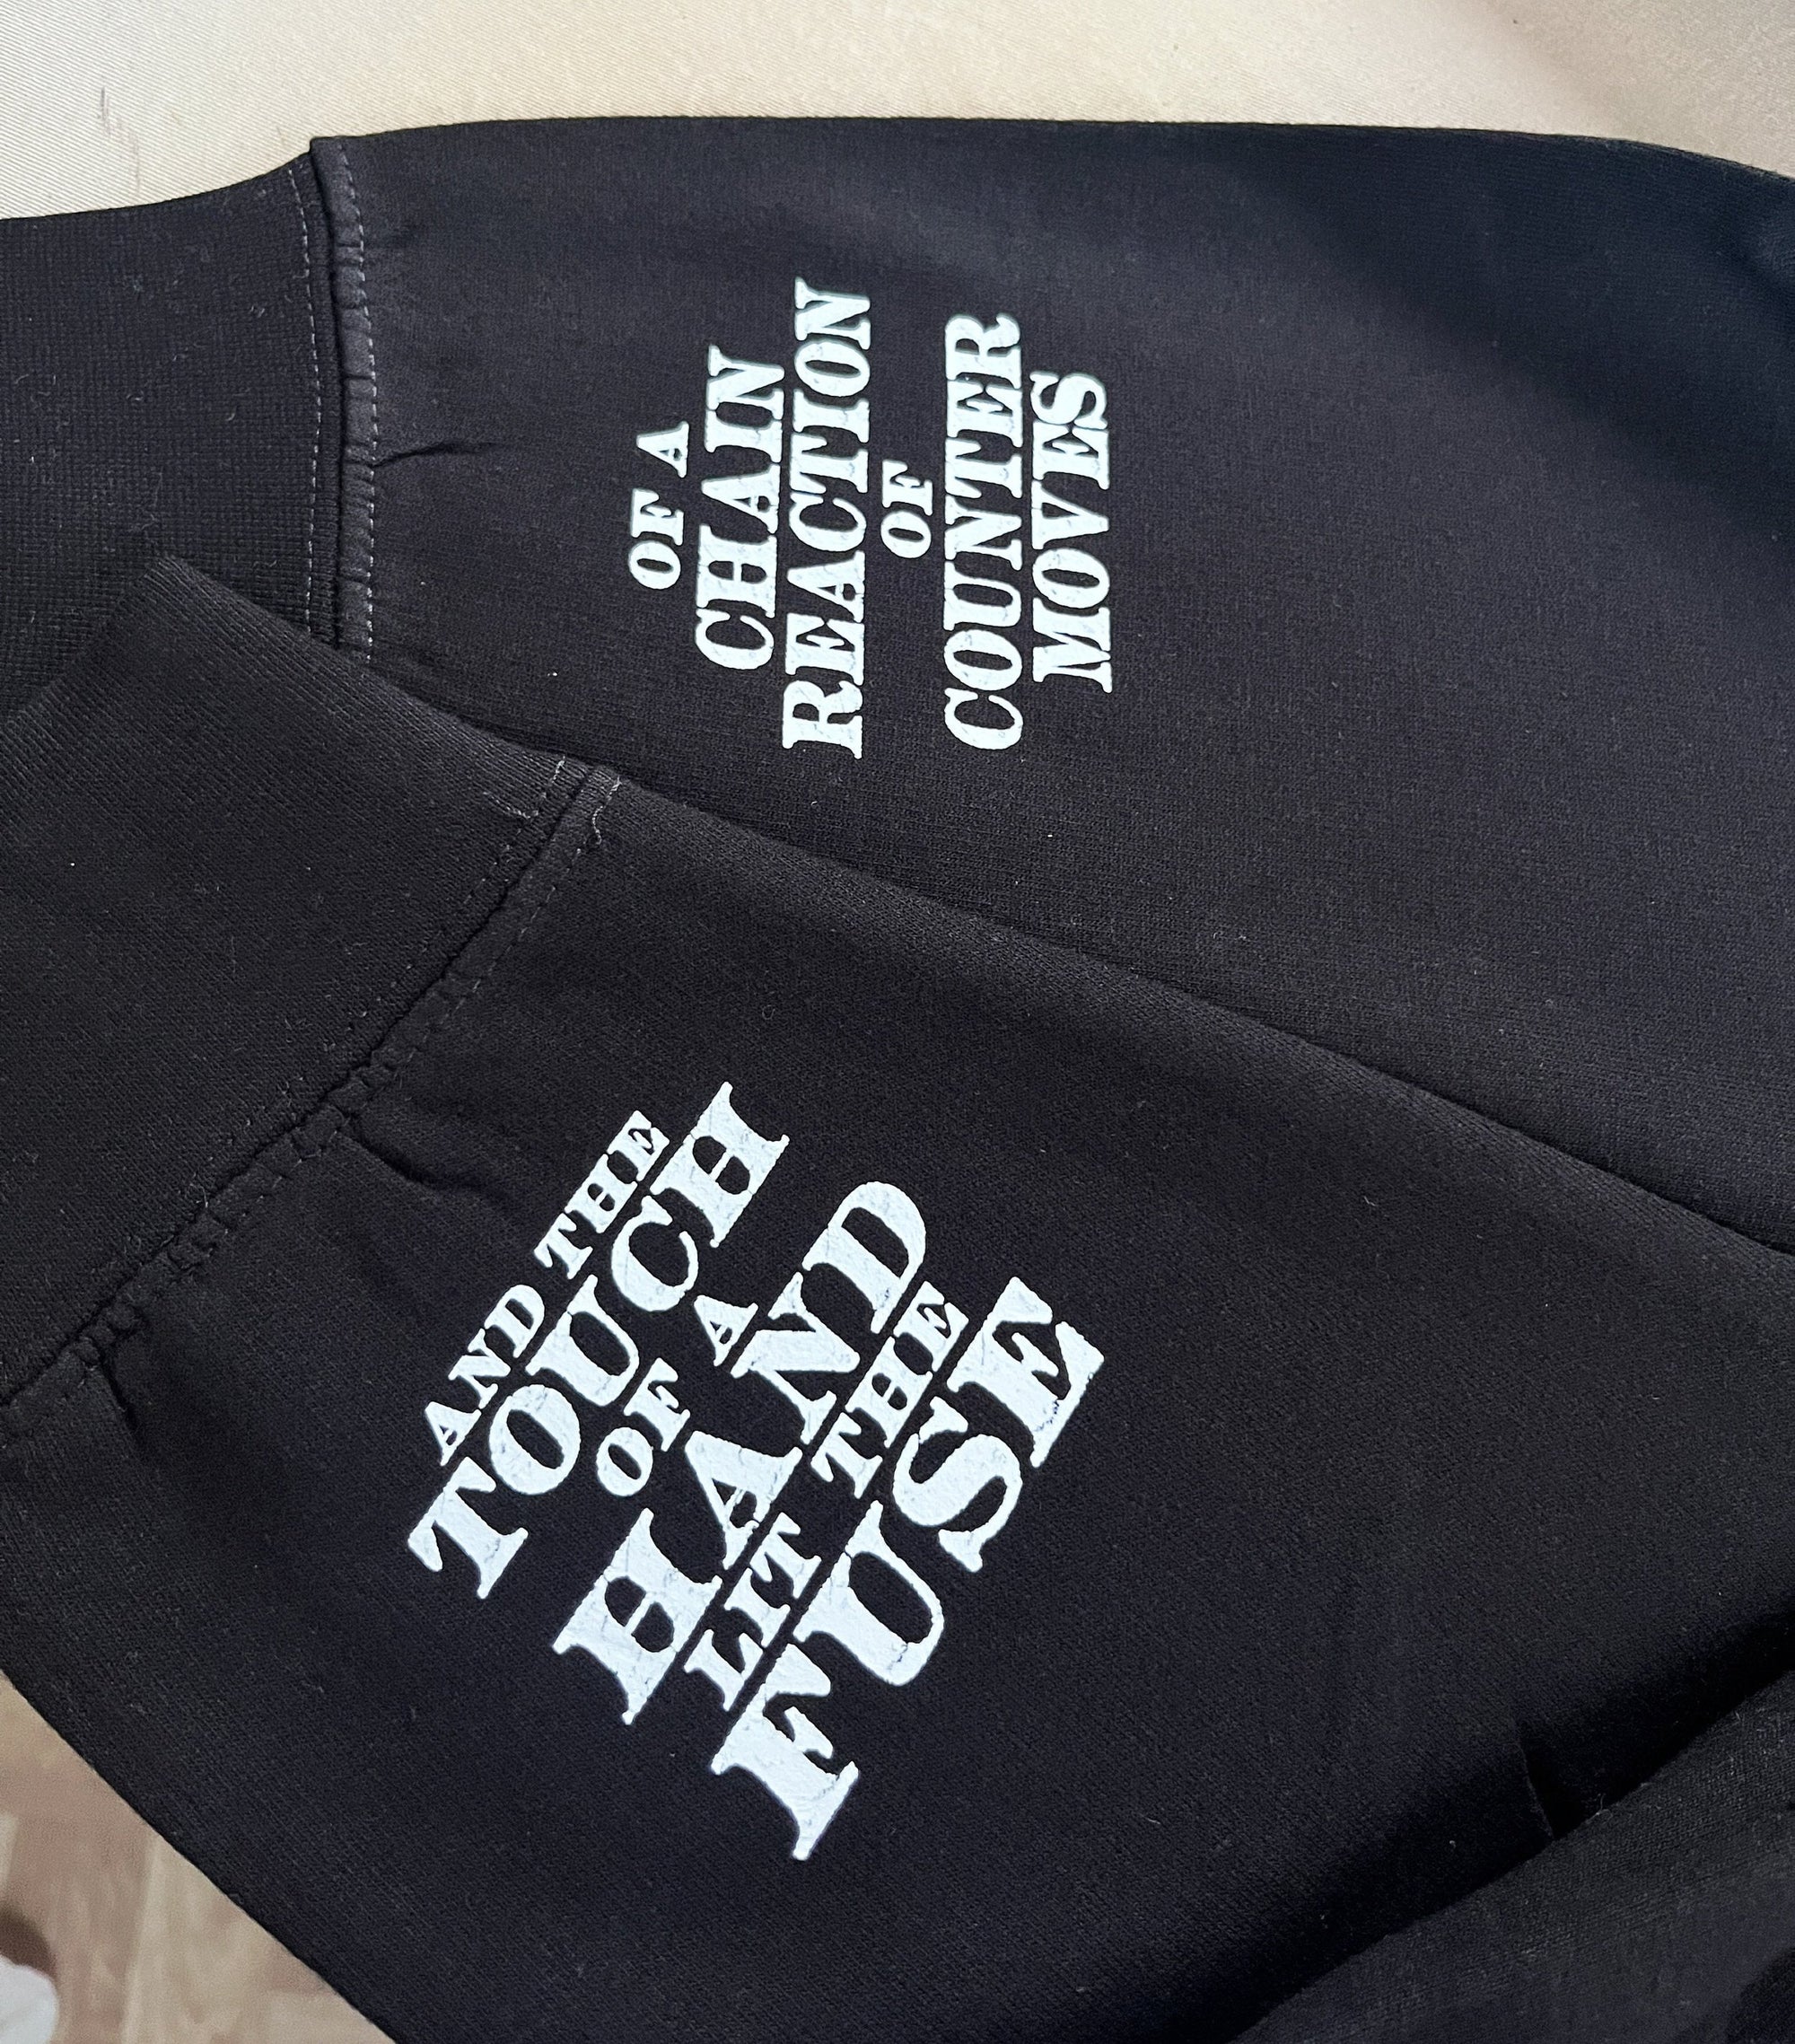 AND THE
TOUCH
OF A
HAND
LIT THE
FUSE
OF A
CHAIN
REACTION
OF
COUNTER
MOVES